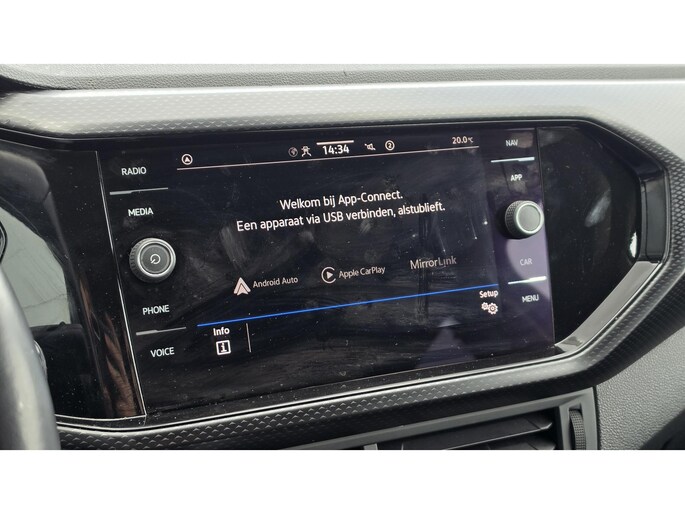 RADIO
MEDIA
PHONE
VOICE
14:34
2
20.0°C
Welkom bij App-Connect.
Een apparaat via USB verbinden, alstublieft.
Android Auto
Apple CarPlay
MirrorLink
Info
Setup
NAV
APP
CAR
MENU